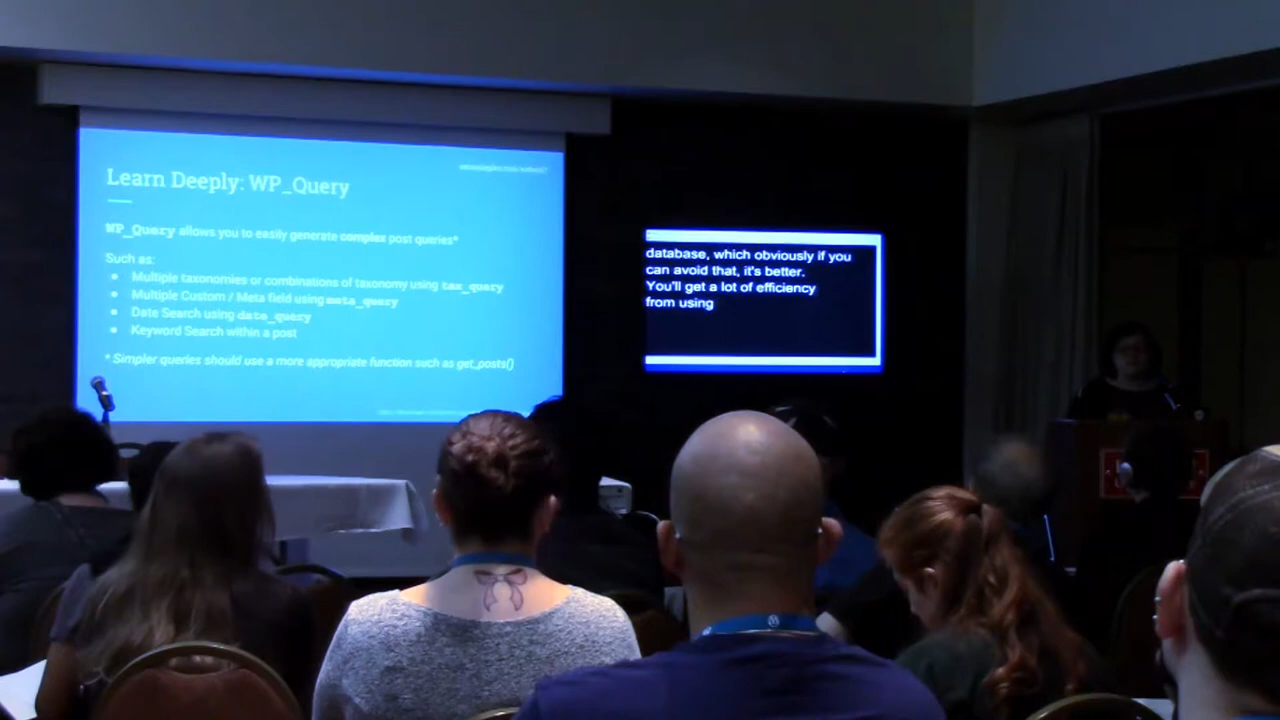 Learn Deeply: WP_Query
WP_Query allows you to easily generate complex post queries*
Such as:
Multiple taxonomies or combinations of taxonomy using tax_query
Multiple Custom / Meta field using meta_query
Date Search using date_query
Keyword Search within a post
* Simpler queries should use a more appropriate function such as get_posts()
database, which obviously if you
can avoid that, it's better.
You'll get a lot of efficiency
from using